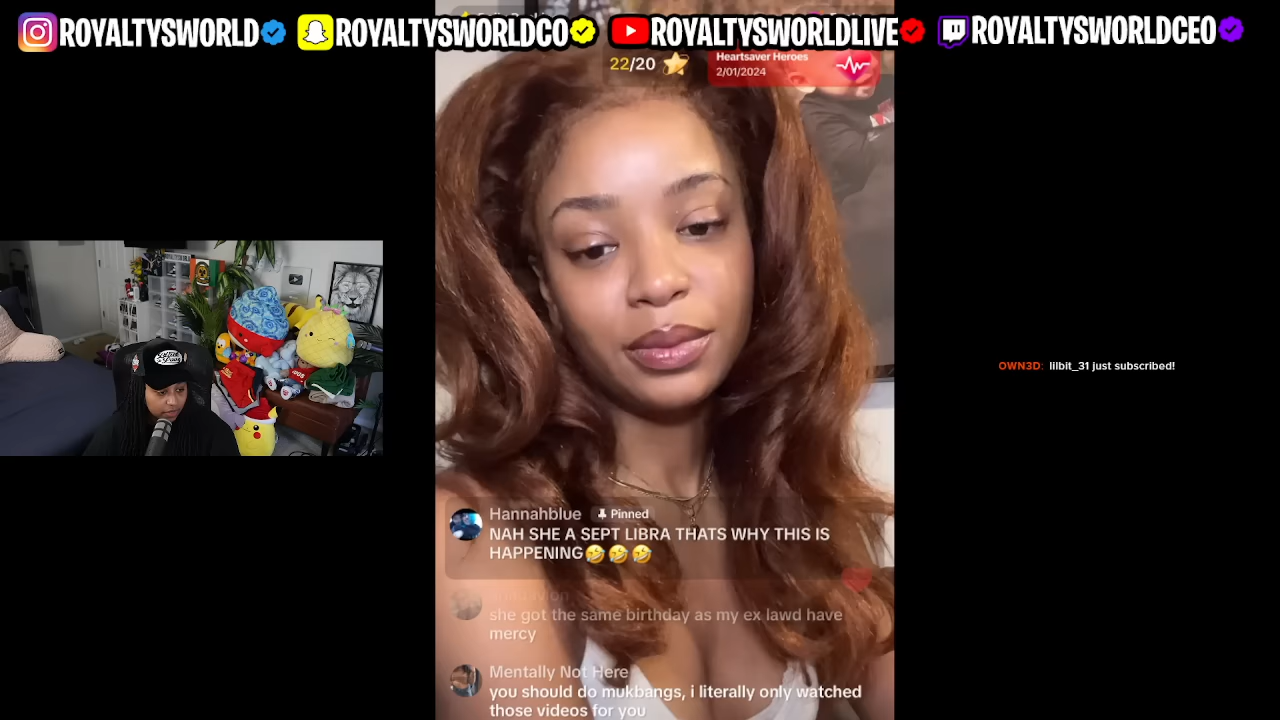 ROYALTYSWORLD ROYALTYSWORLDCO ROYALTYSWORLDLIVE ROYALTYSWORLDCEO
22/20
Heartsaver Heroes
2/01/2024
OWN3D: lilbit_31 just subscribed!
Hannahblue Pinned
NAH SHE A SEPT LIBRA THATS WHY THIS IS
HAPPENING🤣🤣🤣
she got the same birthday as my ex lawd have
mercy
Mentally Not Here
you should do mukbangs, i literally only watched
those videos for you